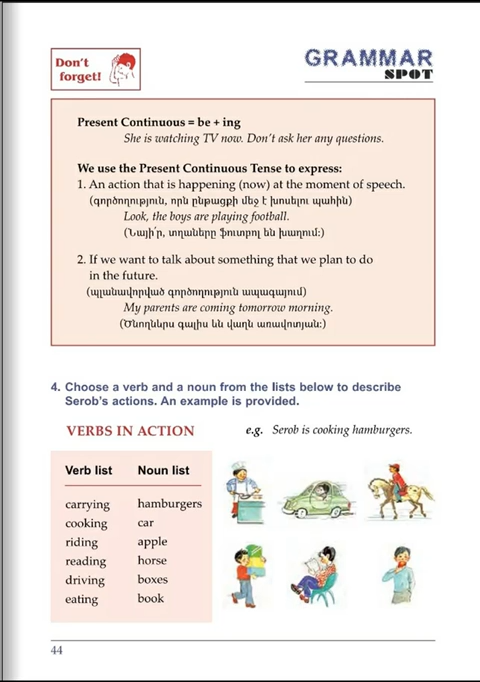 Don't
forget!
GRAMMAR
SPOT
Present Continuous = be + ing
She is watching TV now. Don't ask her any questions.
We use the Present Continuous Tense to express:
1. An action that is happening (now) at the moment of speech.
(գործողություն, որն ընթացքի մեջ է խոսելու պահին)
Look, the boys are playing football.
(Նայի՛ր, տղաները ֆուտբոլ են խաղում:)
2. If we want to talk about something that we plan to do
in the future.
(պլանավորված գործողություն ապագայում)
My parents are coming tomorrow morning.
(Ծնողներս գալիս են վաղն առավոտյան:)
4. Choose a verb and a noun from the lists below to describe
Serob's actions. An example is provided.
VERBS IN ACTION
e.g. Serob is cooking hamburgers.
Verb list Noun list
carrying hamburgers
cooking car
riding apple
reading horse
driving boxes
eating book
44